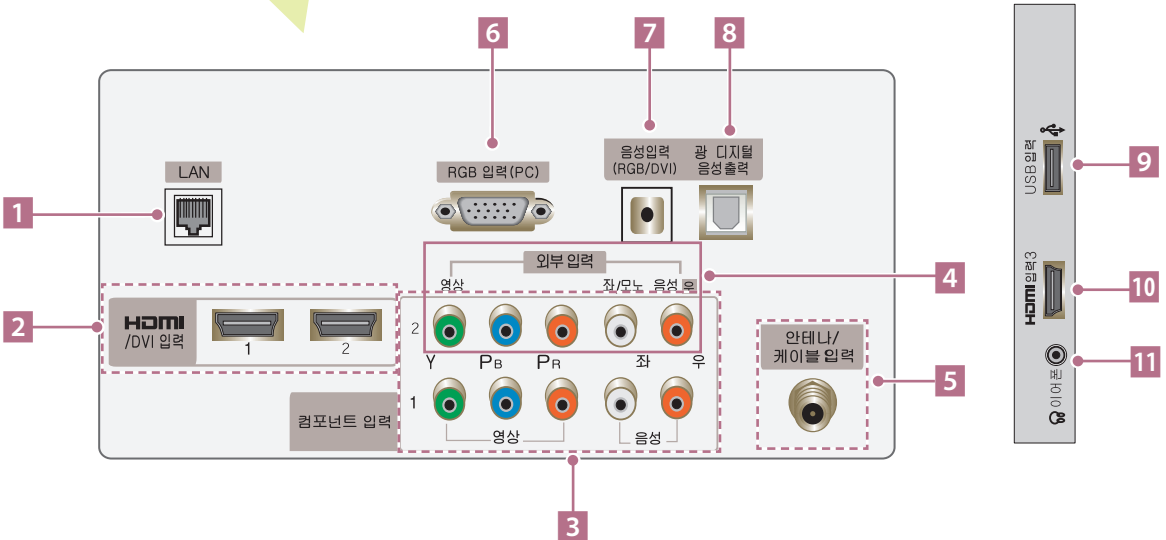 6
7
8
1
LAN
RGB 입력(PC)
음성입력
(RGB/DVI)
광 디지털
음성출력
외부입력
영상
좌/모노
음성 우
4
2
HDMI
/DVI 입력
1
2
2
Y
PB
PR
좌
우
1
컴포넌트 입력
영상
음성
3
안테나/
케이블 입력
5
USB 입력
9
HDMI 입력 3
10
이어폰
11